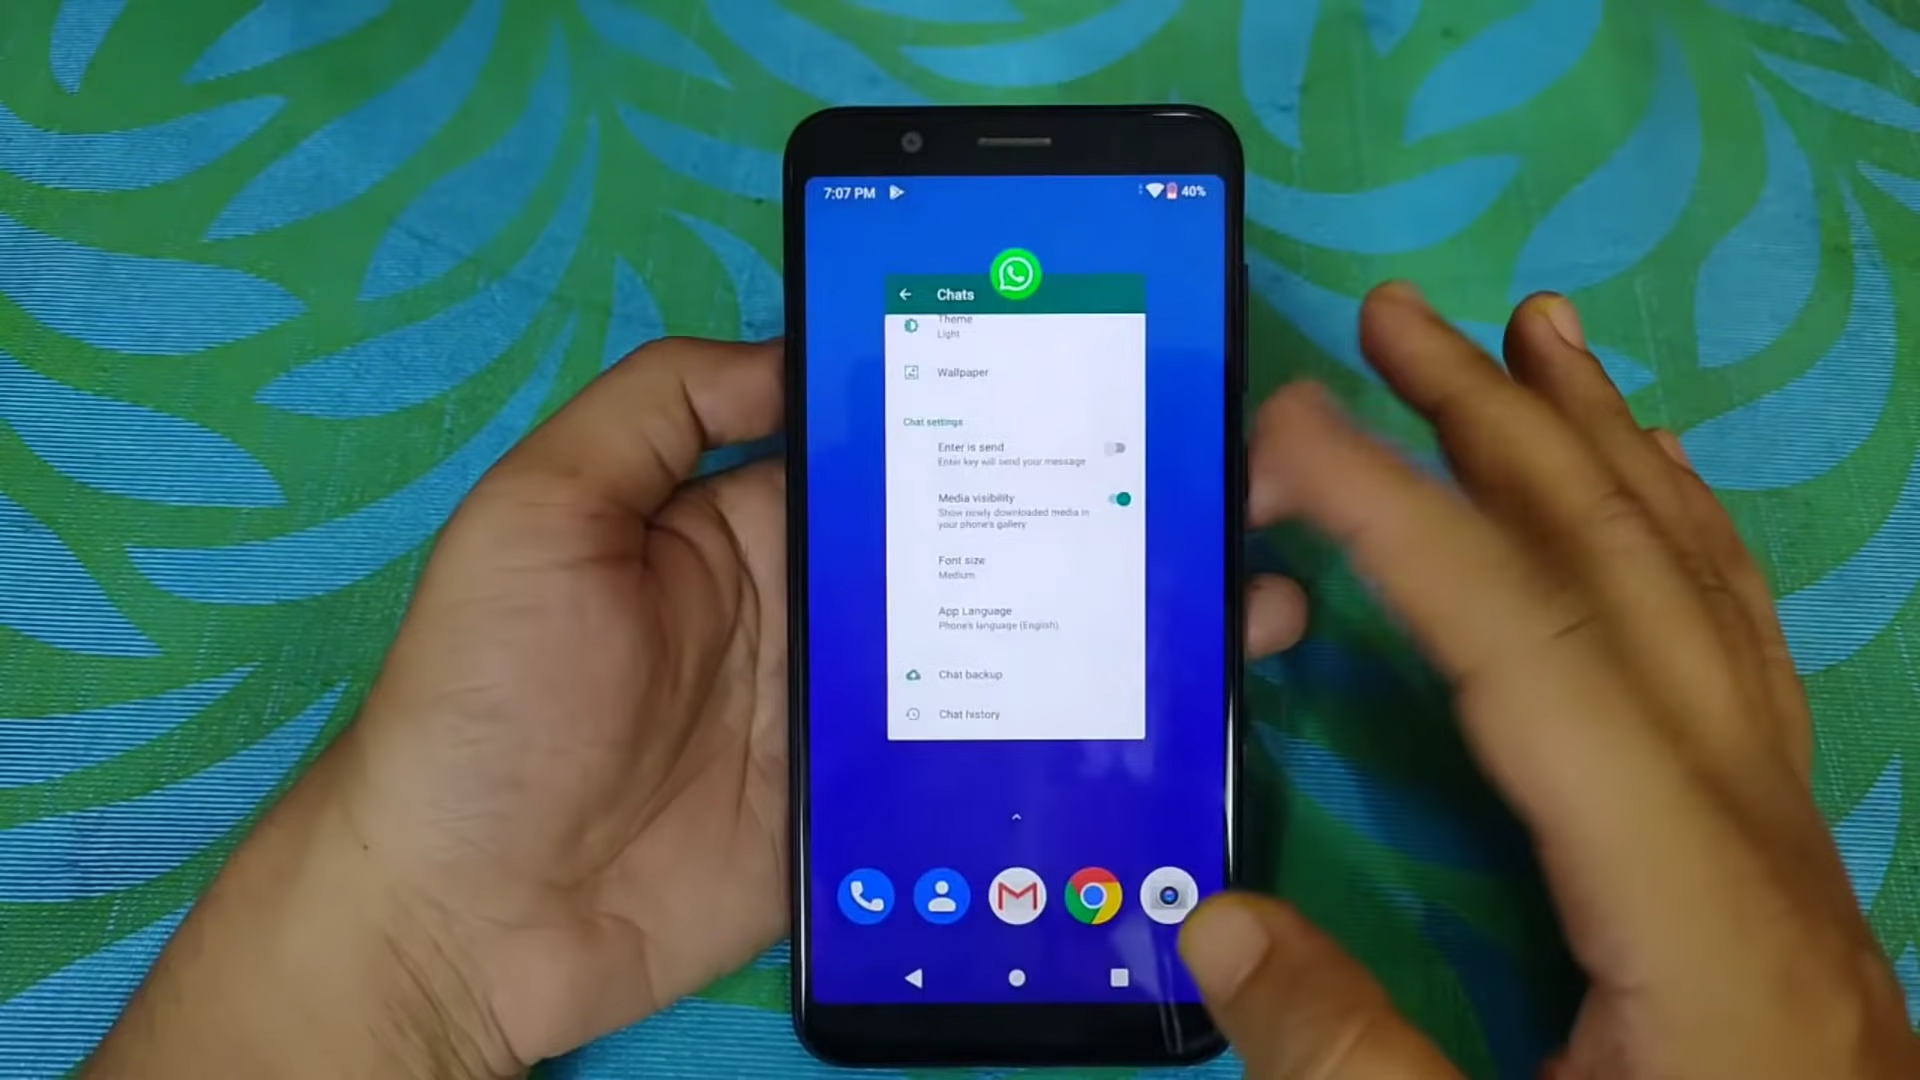 7:07 PM
40%
Chats
Theme
Light
Wallpaper
Chat settings
Enter is send
Enter key will send your message
Media visibility
Show newly downloaded media in
your phone's gallery
Font size
Medium
App Language
Phone's language (English)
Chat backup
Chat history